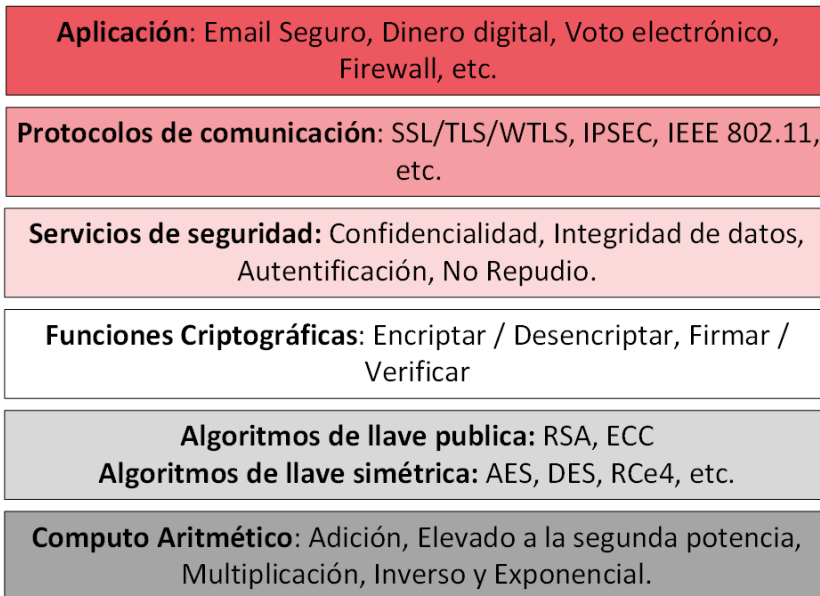 Aplicación: Email Seguro, Dinero digital, Voto electrónico,
Firewall, etc.
Protocolos de comunicación: SSL/TLS/WTLS, IPSEC, IEEE 802.11,
etc.
Servicios de seguridad: Confidencialidad, Integridad de datos,
Autentificación, No Repudio.
Funciones Criptográficas: Encriptar / Desencriptar, Firmar /
Verificar
Algoritmos de llave publica: RSA, ECC
Algoritmos de llave simétrica: AES, DES, RCe4, etc.
Computo Aritmético: Adición, Elevado a la segunda potencia,
Multiplicación, Inverso y Exponencial.